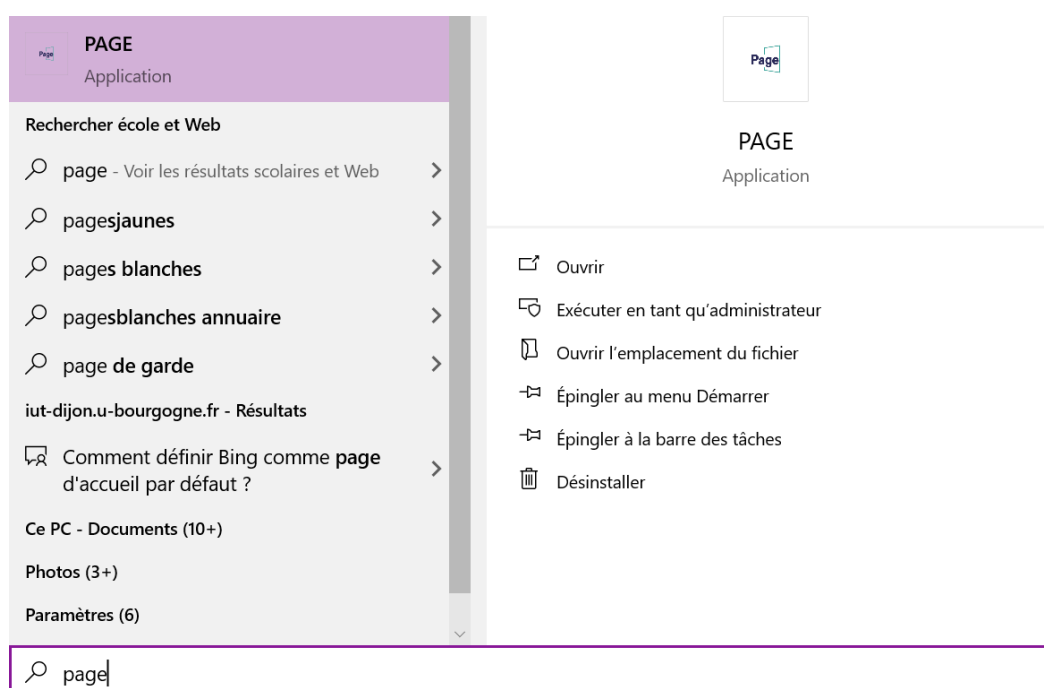 Page
PAGE
Application
Rechercher école et Web
page - Voir les résultats scolaires et Web
pagesjaunes
pages blanches
pagesblanches annuaire
page de garde
iut-dijon.u-bourgogne.fr - Résultats
Comment définir Bing comme page
d'accueil par défaut ?
Ce PC - Documents (10+)
Photos (3+)
Paramètres (6)
page
Page
PAGE
Application
Ouvrir
Exécuter en tant qu’administrateur
Ouvrir l’emplacement du fichier
Épingler au menu Démarrer
Épingler à la barre des tâches
Désinstaller